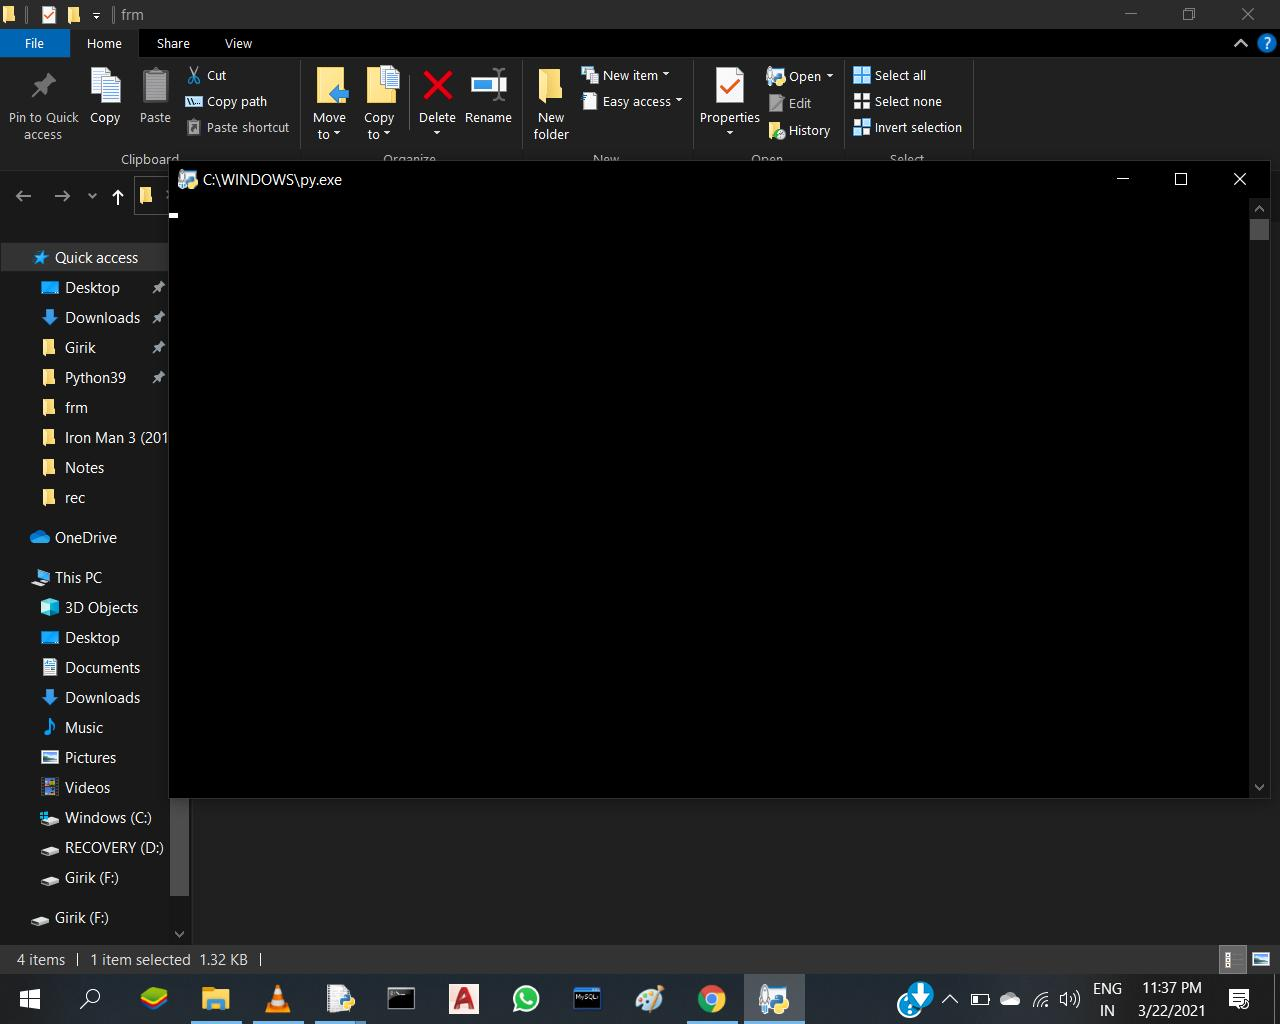 frm
File Home Share View
Pin to Quick access
Copy
Paste
Cut
Copy path
Paste shortcut
Clipboard
Move to
Copy to
Delete
Rename
Organize
New folder
New item
Easy access
New
Properties
Open
Edit
History
Open
Select all
Select none
Invert selection
Select
C:\WINDOWS\py.exe
Quick access
Desktop
Downloads
Girik
Python39
frm
Iron Man 3 (201
Notes
rec
OneDrive
This PC
3D Objects
Desktop
Documents
Downloads
Music
Pictures
Videos
Windows (C:)
RECOVERY (D:)
Girik (F:)
Girik (F:)
4 items 1 item selected 1.32 KB
MySQL
ENG
IN
11:37 PM
3/22/2021